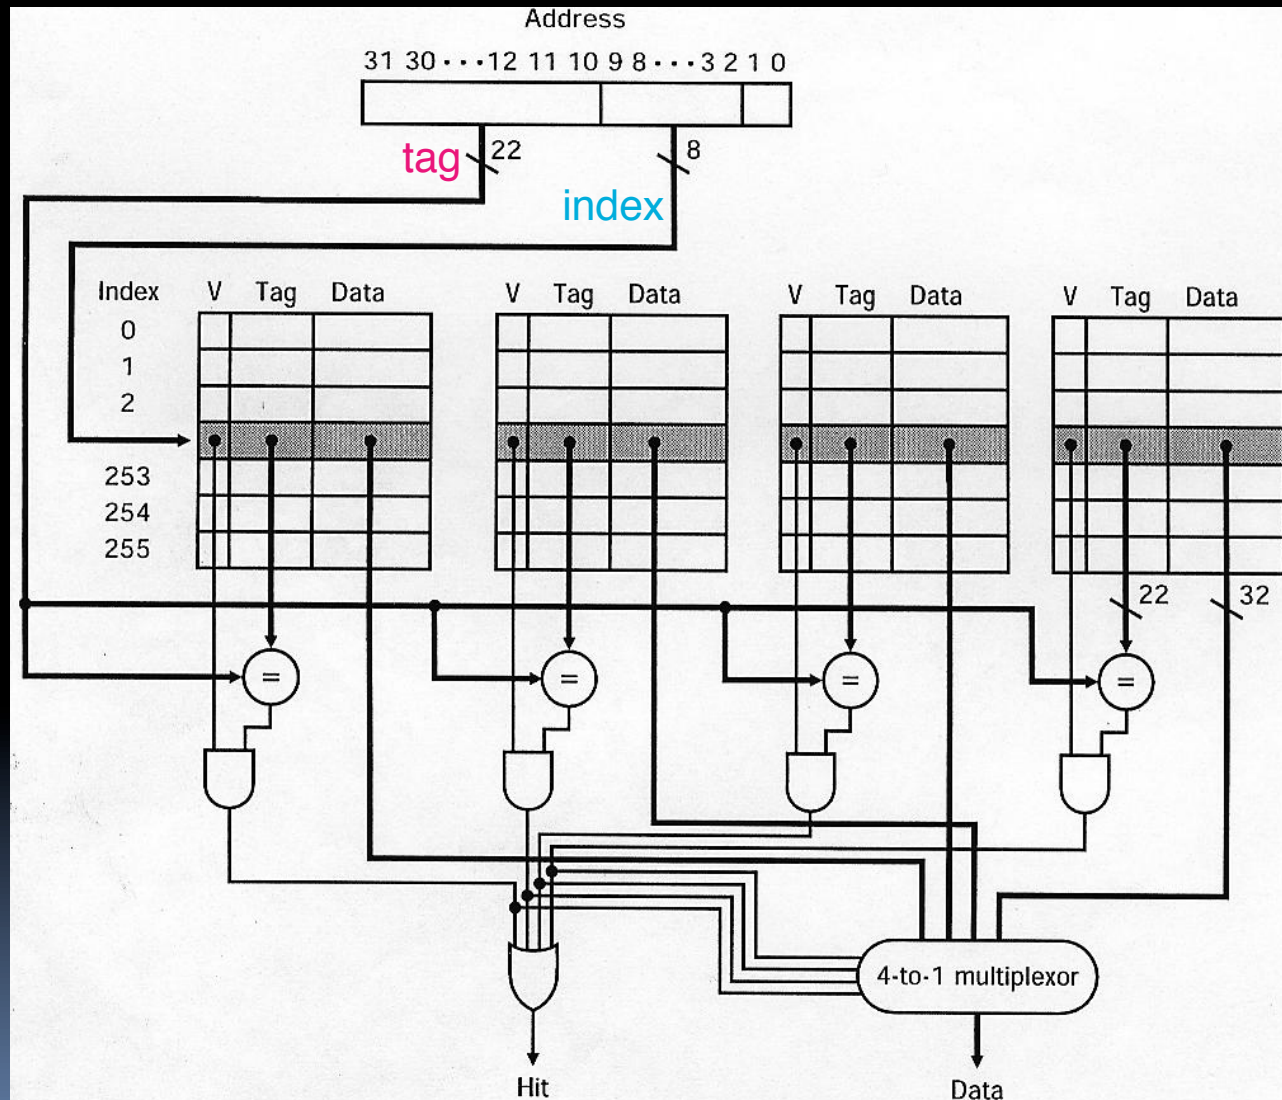 Address
31 30 ··· 12 11 10 9 8 ··· 3 2 1 0
tag 22 8
index
Index V Tag Data V Tag Data V Tag Data V Tag Data
0
1
2
253
254
255
22 32
= = = =
4-to-1 multiplexor
Hit Data